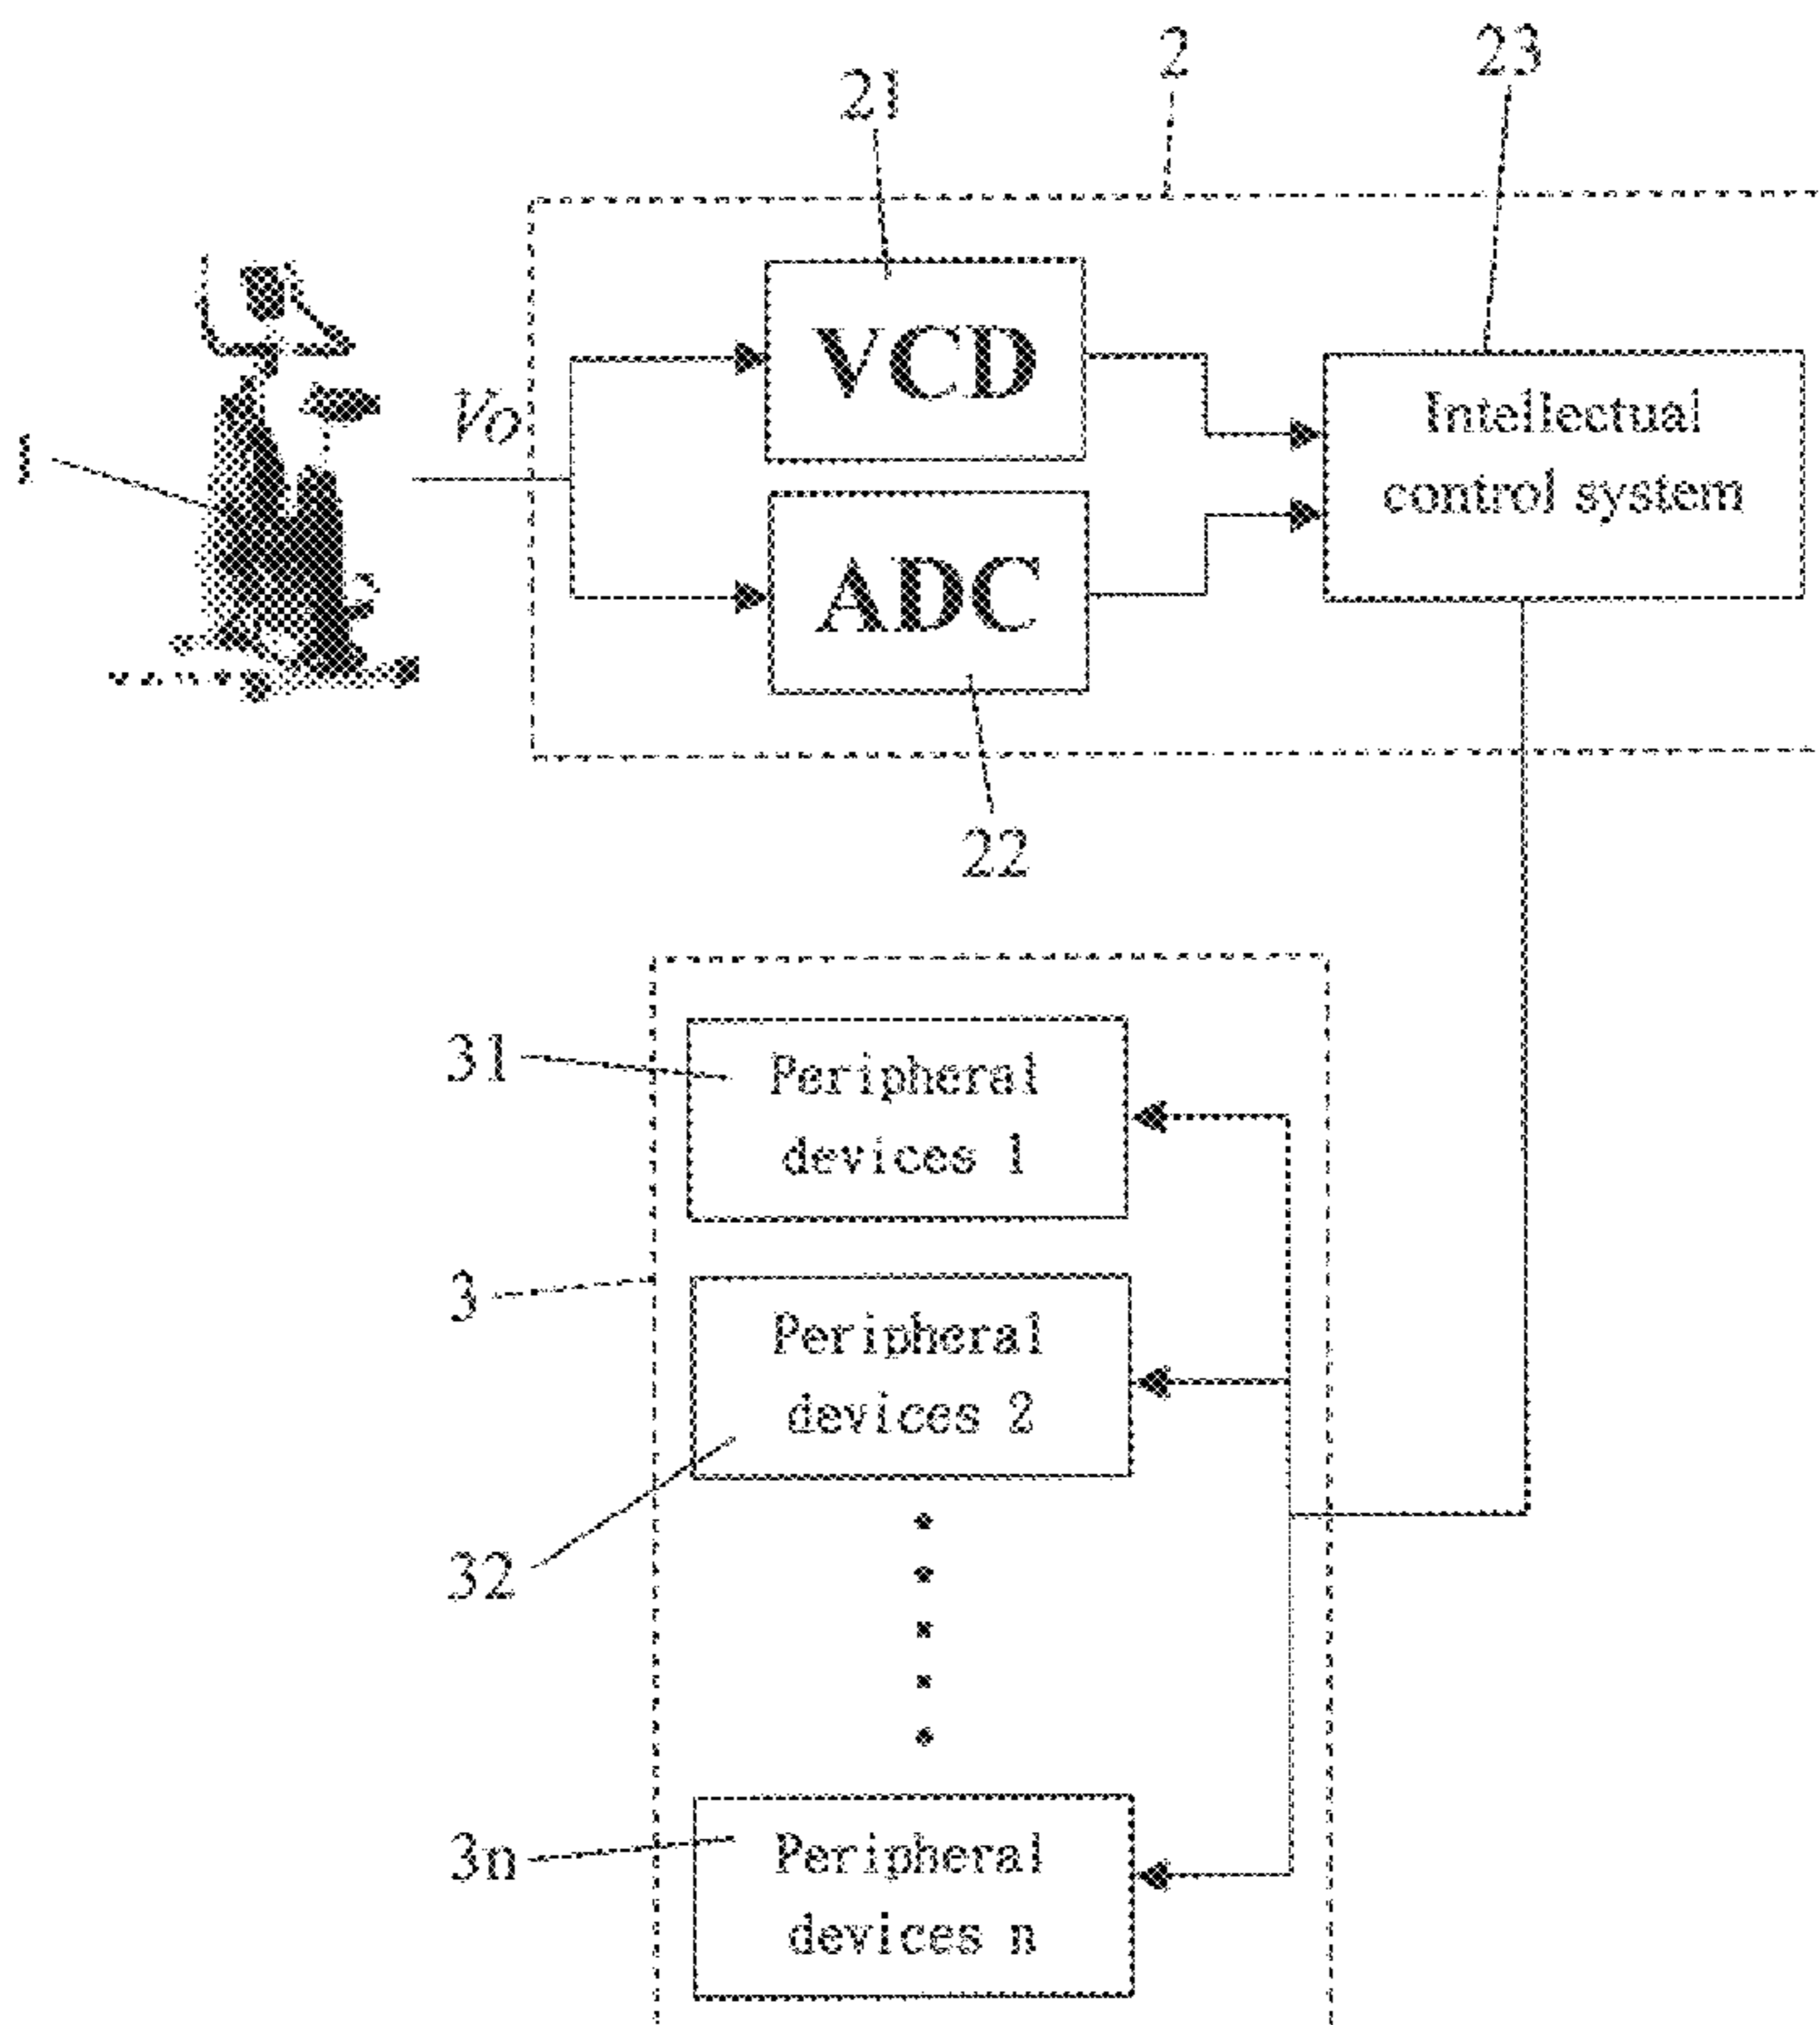 2
23
21
VCD
Vo
1
Intellectual
control system
ADC
22
31
Peripheral
devices 1
3
Peripheral
devices 2
32
3n
Peripheral
devices n